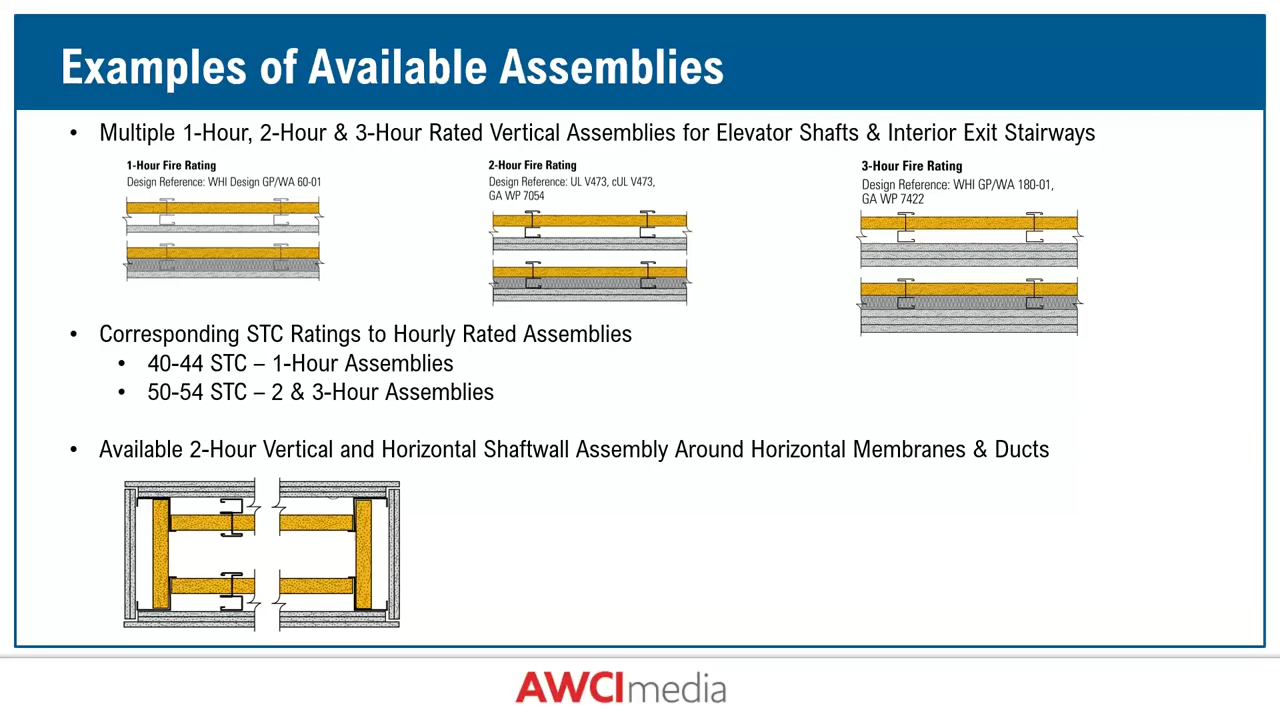 Examples of Available Assemblies
• Multiple 1-Hour, 2-Hour & 3-Hour Rated Vertical Assemblies for Elevator Shafts & Interior Exit Stairways
1-Hour Fire Rating
Design Reference: WHI Design GP/WA 60-01
2-Hour Fire Rating
Design Reference: UL V473, cUL V473,
GA WP 7054
3-Hour Fire Rating
Design Reference: WHI GP/WA 180-01,
GA WP 7422
• Corresponding STC Ratings to Hourly Rated Assemblies
• 40-44 STC – 1-Hour Assemblies
• 50-54 STC – 2 & 3-Hour Assemblies
• Available 2-Hour Vertical and Horizontal Shaftwall Assembly Around Horizontal Membranes & Ducts
AWCImedia